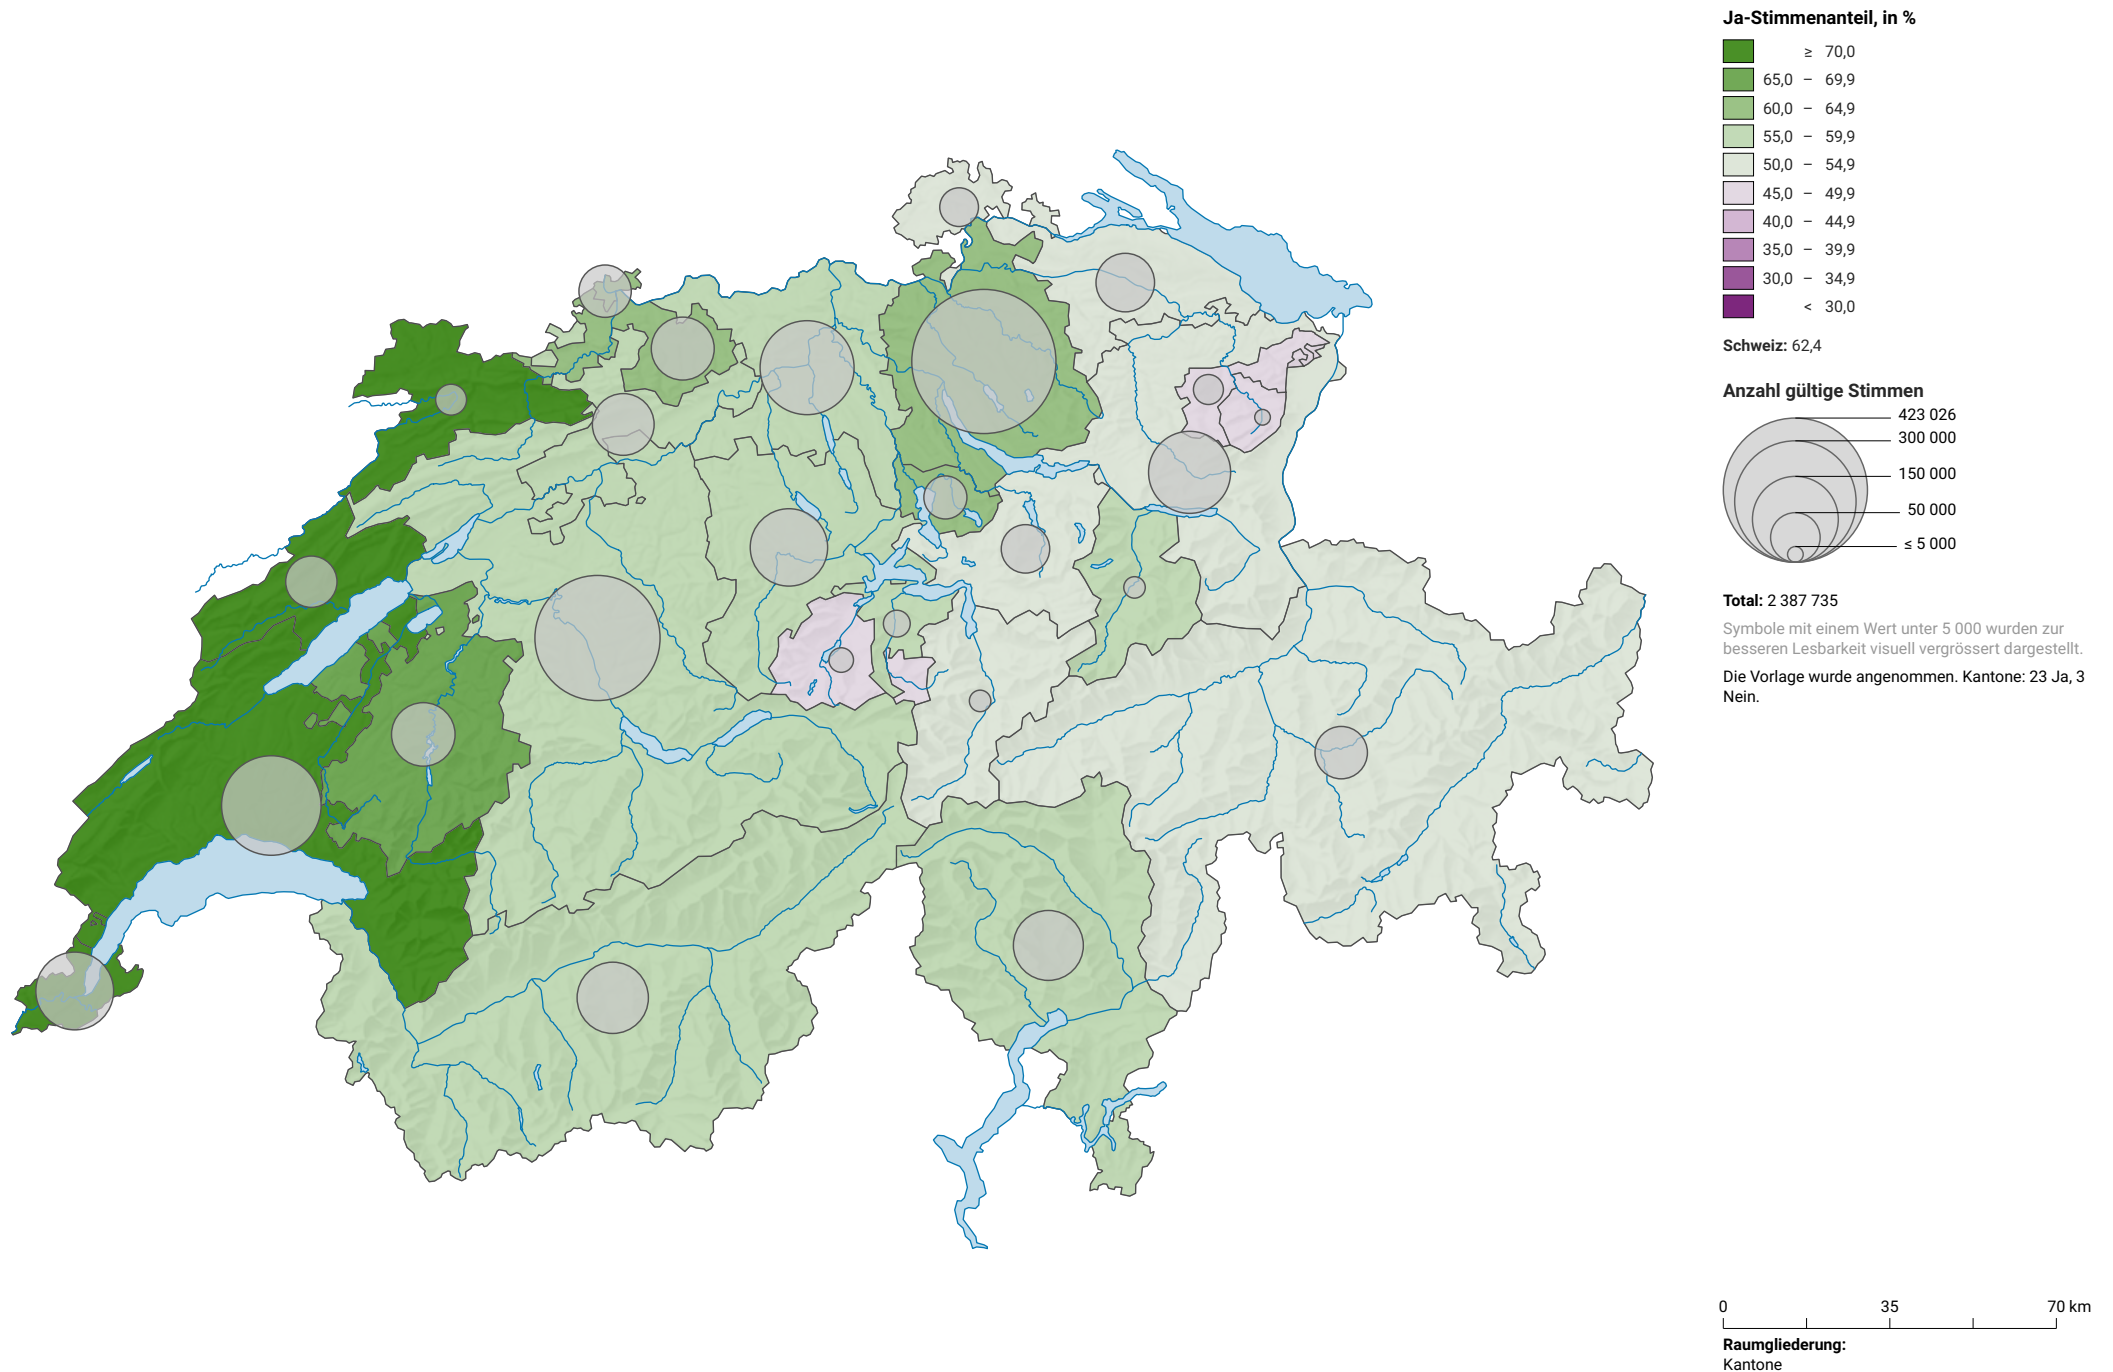 Ja-Stimmenanteil, in %
≥ 70,0
65,0 – 69,9
60,0 – 64,9
55,0 – 59,9
50,0 – 54,9
45,0 – 49,9
40,0 – 44,9
35,0 – 39,9
30,0 – 34,9
< 30,0
Schweiz: 62,4
Anzahl gültige Stimmen
423 026
300 000
150 000
50 000
≤ 5 000
Total: 2 387 735
Symbole mit einem Wert unter 5 000 wurden zur
besseren Lesbarkeit visuell vergrössert dargestellt.
Die Vorlage wurde angenommen. Kantone: 23 Ja, 3
Nein.
0 35 70 km
Raumgliederung:
Kantone